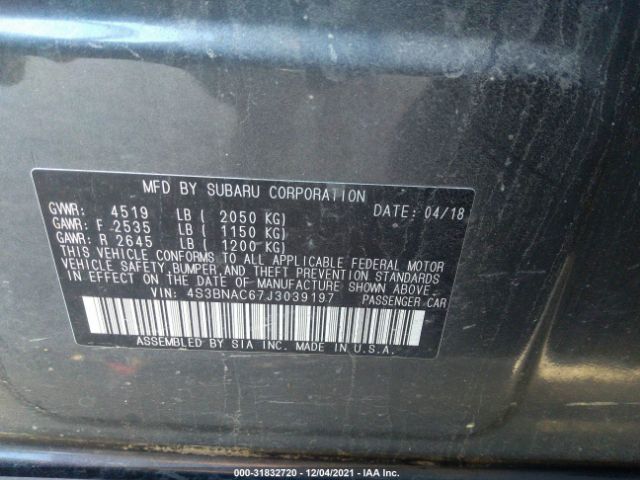 MFD BY SUBARU CORPORATION
GVWR: 4519 LB ( 2050 KG) DATE: 04/18
GAWR: F 2535 LB ( 1150 KG)
GAWR: R 2645 LB ( 1200 KG)
THIS VEHICLE CONFORMS TO ALL APPLICABLE FEDERAL MOTOR
VEHICLE SAFETY, BUMPER, AND THEFT PREVENTION STANDARDS
IN EFFECT ON THE DATE OF MANUFACTURE SHOWN ABOVE.
VIN: 4S3BNAC67J3039197 PASSENGER CAR
ASSEMBLED BY SIA INC. MADE IN U.S.A.
000-31832720 - 12/04/2021 - IAA Inc.